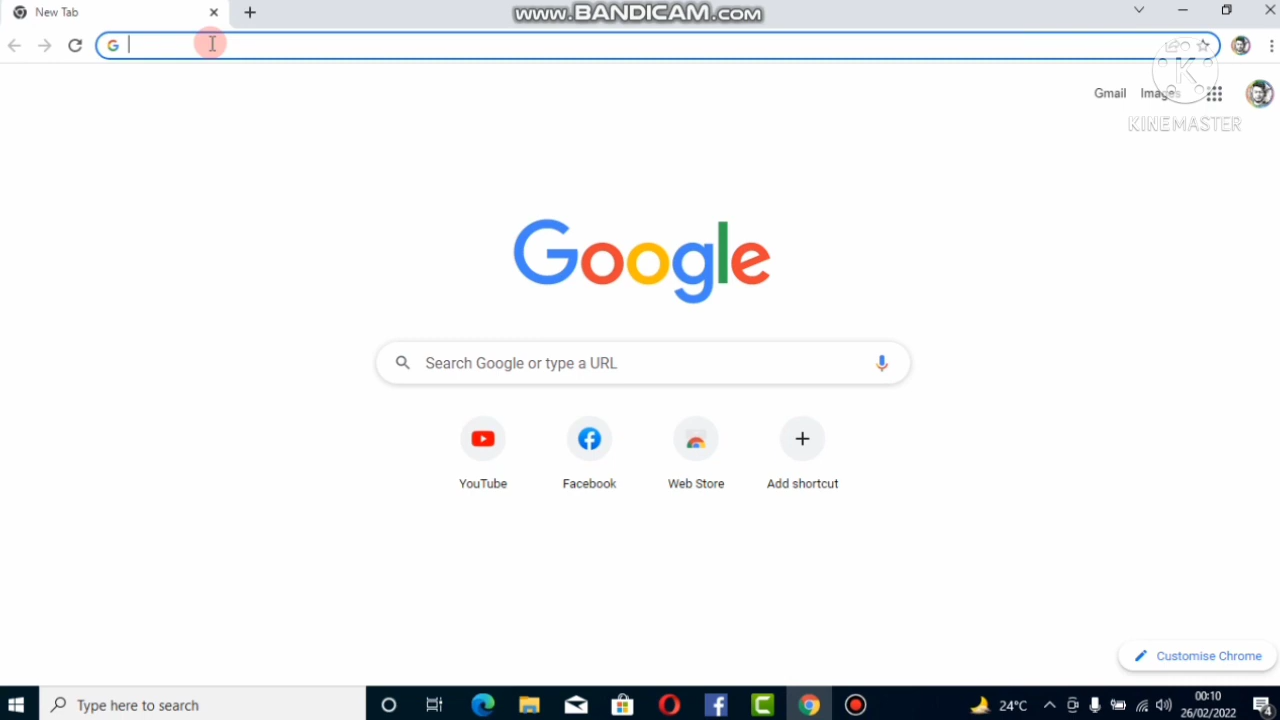 New Tab
www.BANDICAM.com
Gmail Images
K
KINEMASTER
Google
Search Google or type a URL
YouTube Facebook Web Store Add shortcut
Customise Chrome
Type here to search
24°C
00:10
26/02/2022
4